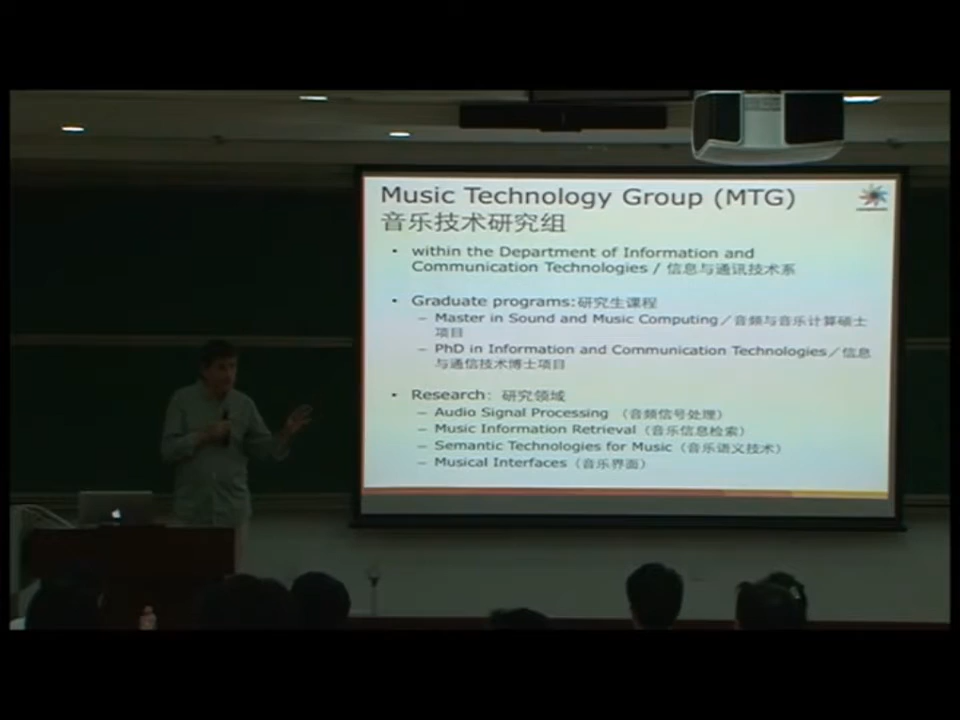 Music Technology Group (MTG)
音乐技术研究组
• within the Department of Information and
Communication Technologies / 信息与通讯技术系
• Graduate programs:研究生课程
– Master in Sound and Music Computing／音频与音乐计算硕士
项目
– PhD in Information and Communication Technologies／信息
与通信技术博士项目
• Research: 研究领域
– Audio Signal Processing （音频信号处理）
– Music Information Retrieval（音乐信息检索）
– Semantic Technologies for Music（音乐语义技术）
– Musical Interfaces（音乐界面）